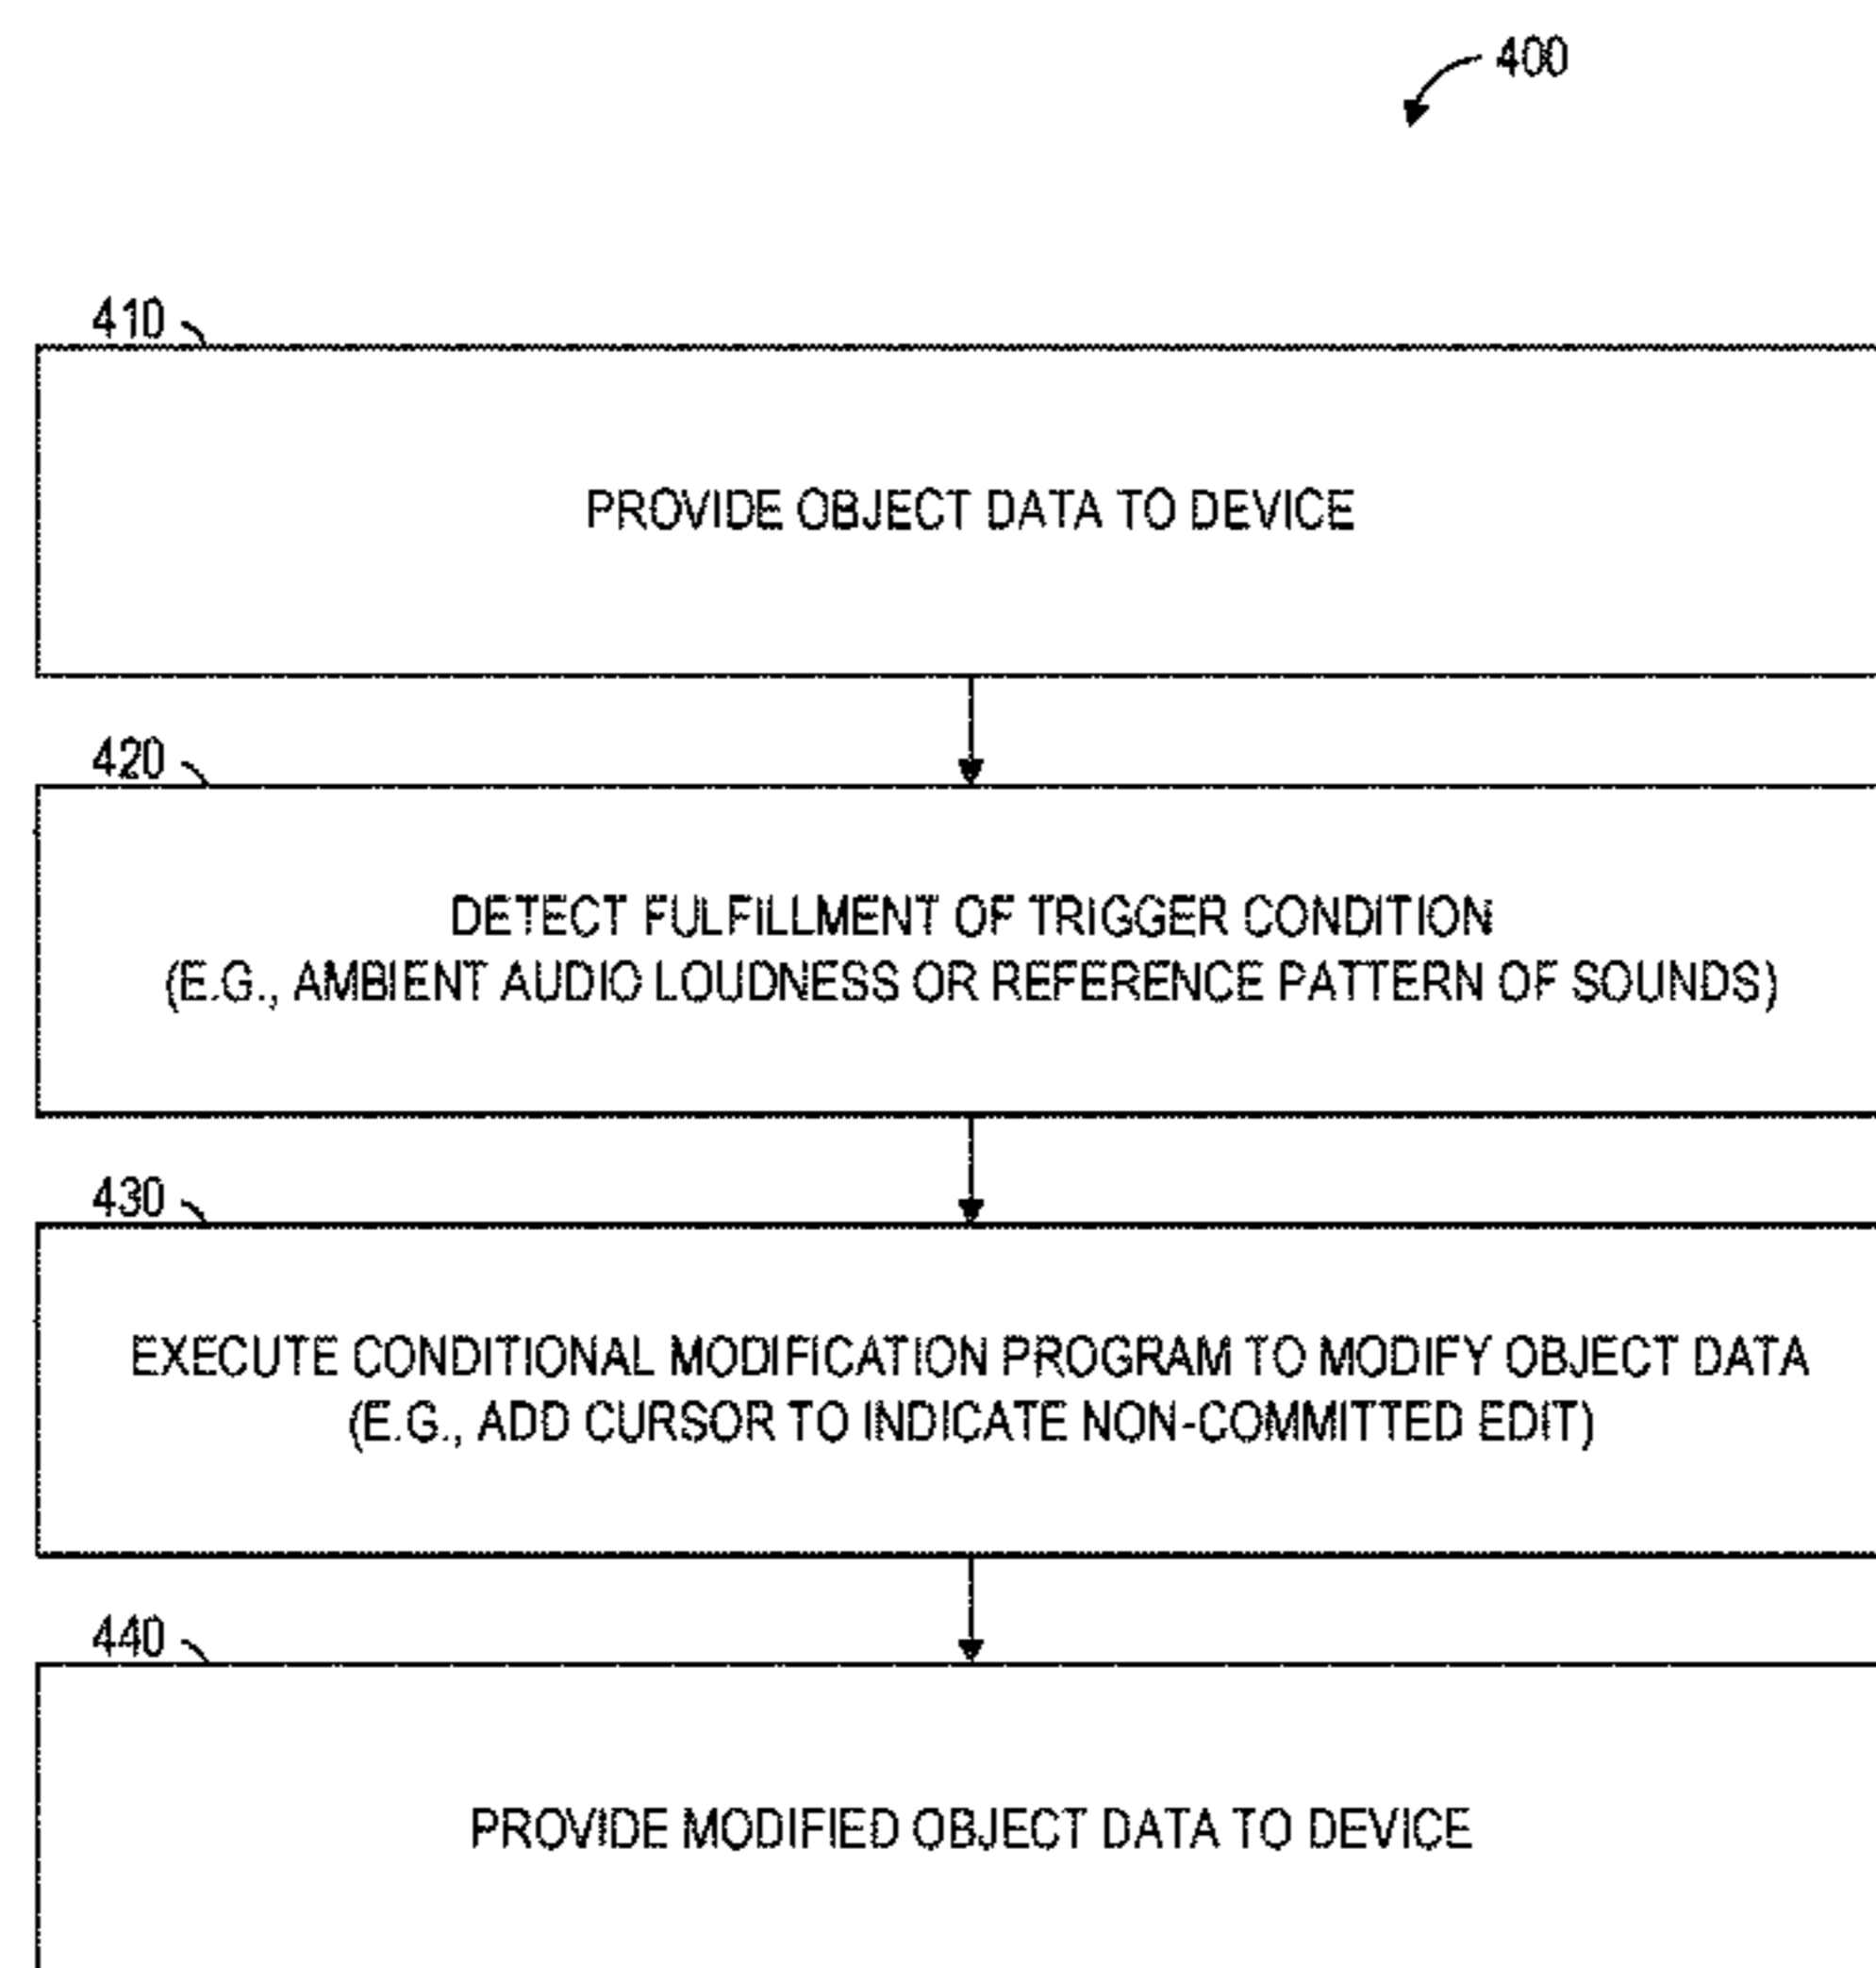 400
410
PROVIDE OBJECT DATA TO DEVICE
420
DETECT FULFILLMENT OF TRIGGER CONDITION
(E.G., AMBIENT AUDIO LOUDNESS OR REFERENCE PATTERN OF SOUNDS)
430
EXECUTE CONDITIONAL MODIFICATION PROGRAM TO MODIFY OBJECT DATA
(E.G., ADD CURSOR TO INDICATE NON-COMMITTED EDIT)
440
PROVIDE MODIFIED OBJECT DATA TO DEVICE